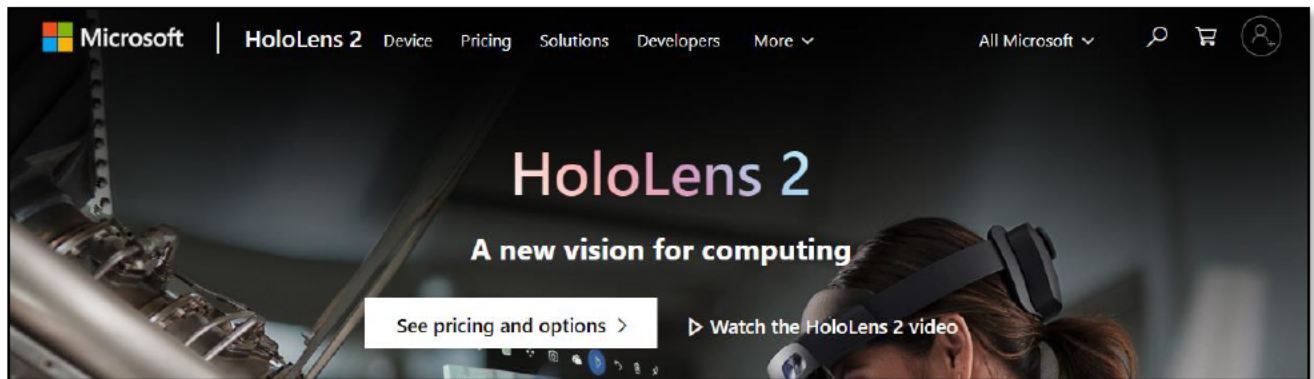 Microsoft | HoloLens 2 Device Pricing Solutions Developers More All Microsoft
HoloLens 2
A new vision for computing
See pricing and options >
Watch the HoloLens 2 video